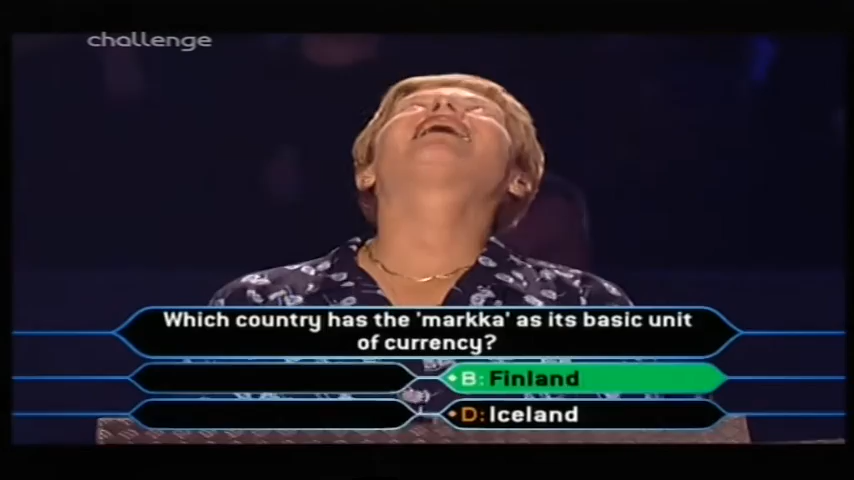 challenge
Which country has the 'markka' as its basic unit
of currency?
B: Finland
D: Iceland